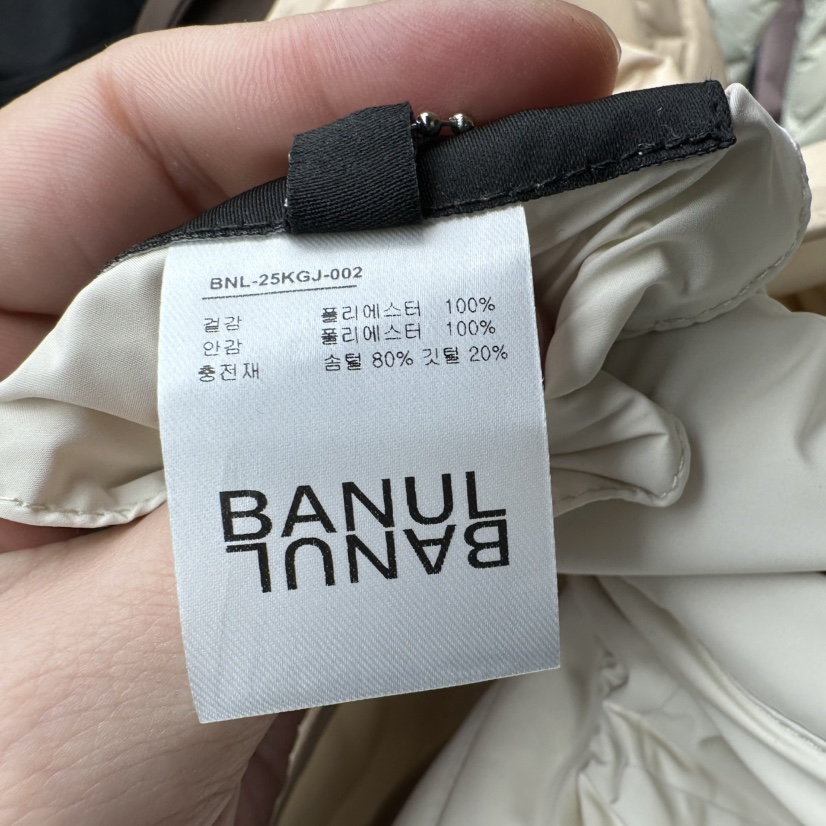 BNL-25KGJ-002
겉감 폴리에스터 100%
안감 폴리에스터 100%
충전재 솜털 80% 깃털 20%
BANUL
BANUL